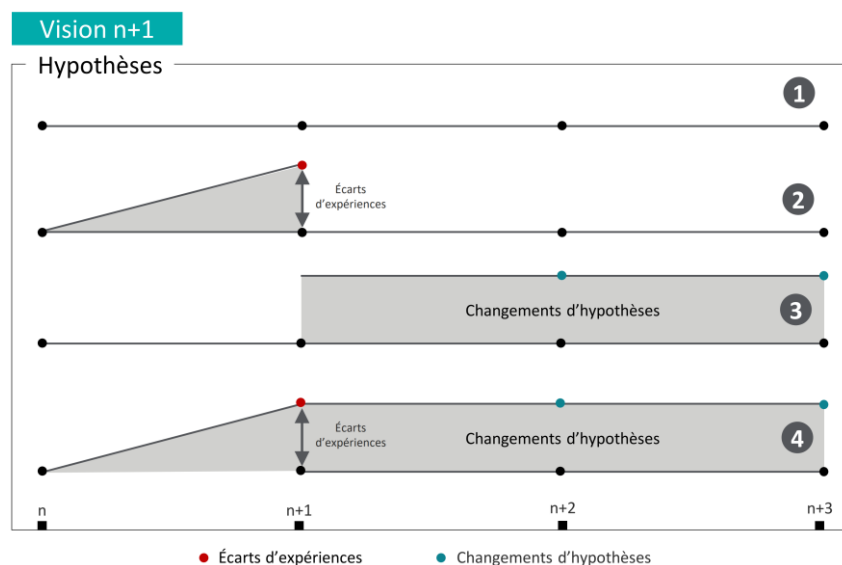 Vision n+1
Hypothèses
1
Écarts
d'expériences
2
Changements d'hypothèses
3
Écarts
d'expériences
Changements d'hypothèses
4
n
n+1
n+2
n+3
Écarts d'expériences
Changements d'hypothèses